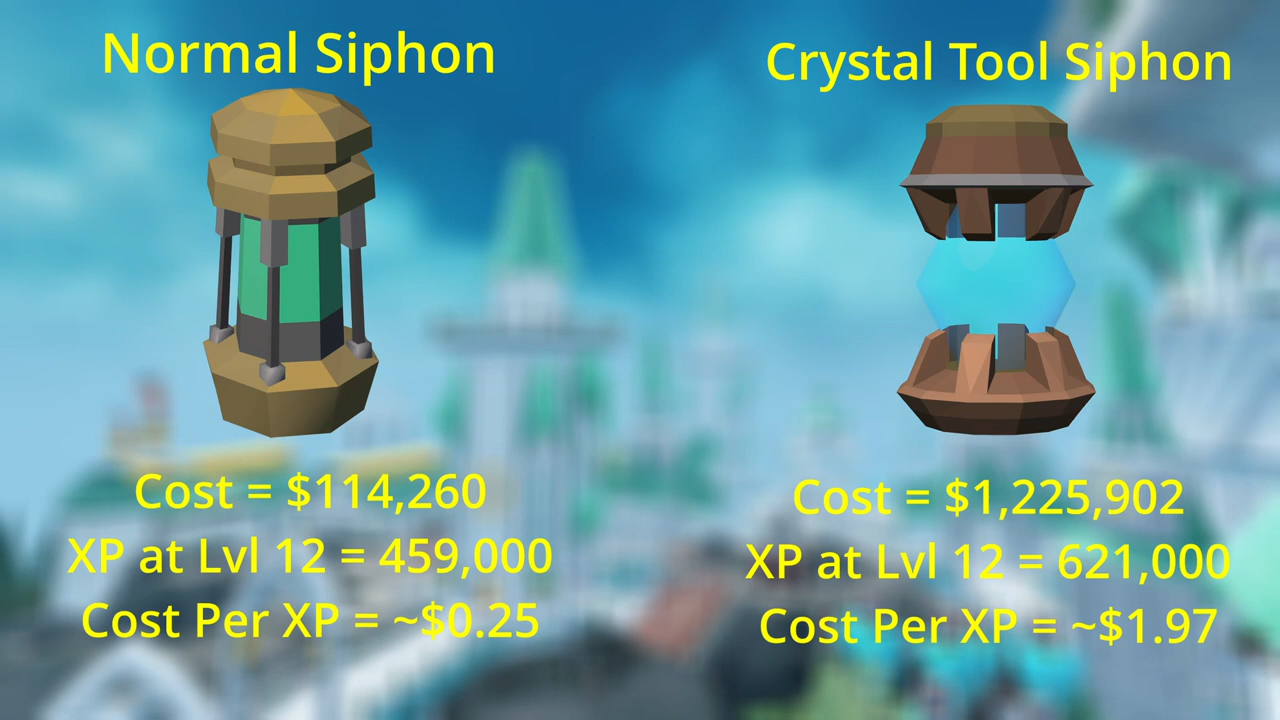 Normal Siphon
Crystal Tool Siphon
Cost = $114,260
XP at Lvl 12 = 459,000
Cost Per XP = ~$0.25
Cost = $1,225,902
XP at Lvl 12 = 621,000
Cost Per XP = ~$1.97